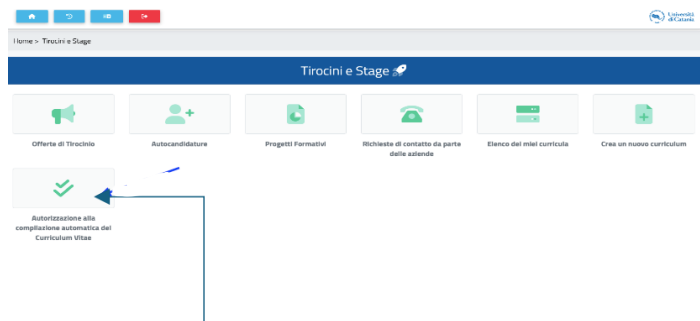 Università
di Catania
Home > Tirocini e Stage
Tirocini e Stage
Offerte di Tirocinio
Autocandidature
Progetti Formativi
Richieste di contatto da parte
delle aziende
Elenco dei miei curricula
Crea un nuovo curriculum
Autorizzazione alla
compilazione automatica del
Curriculum Vitae